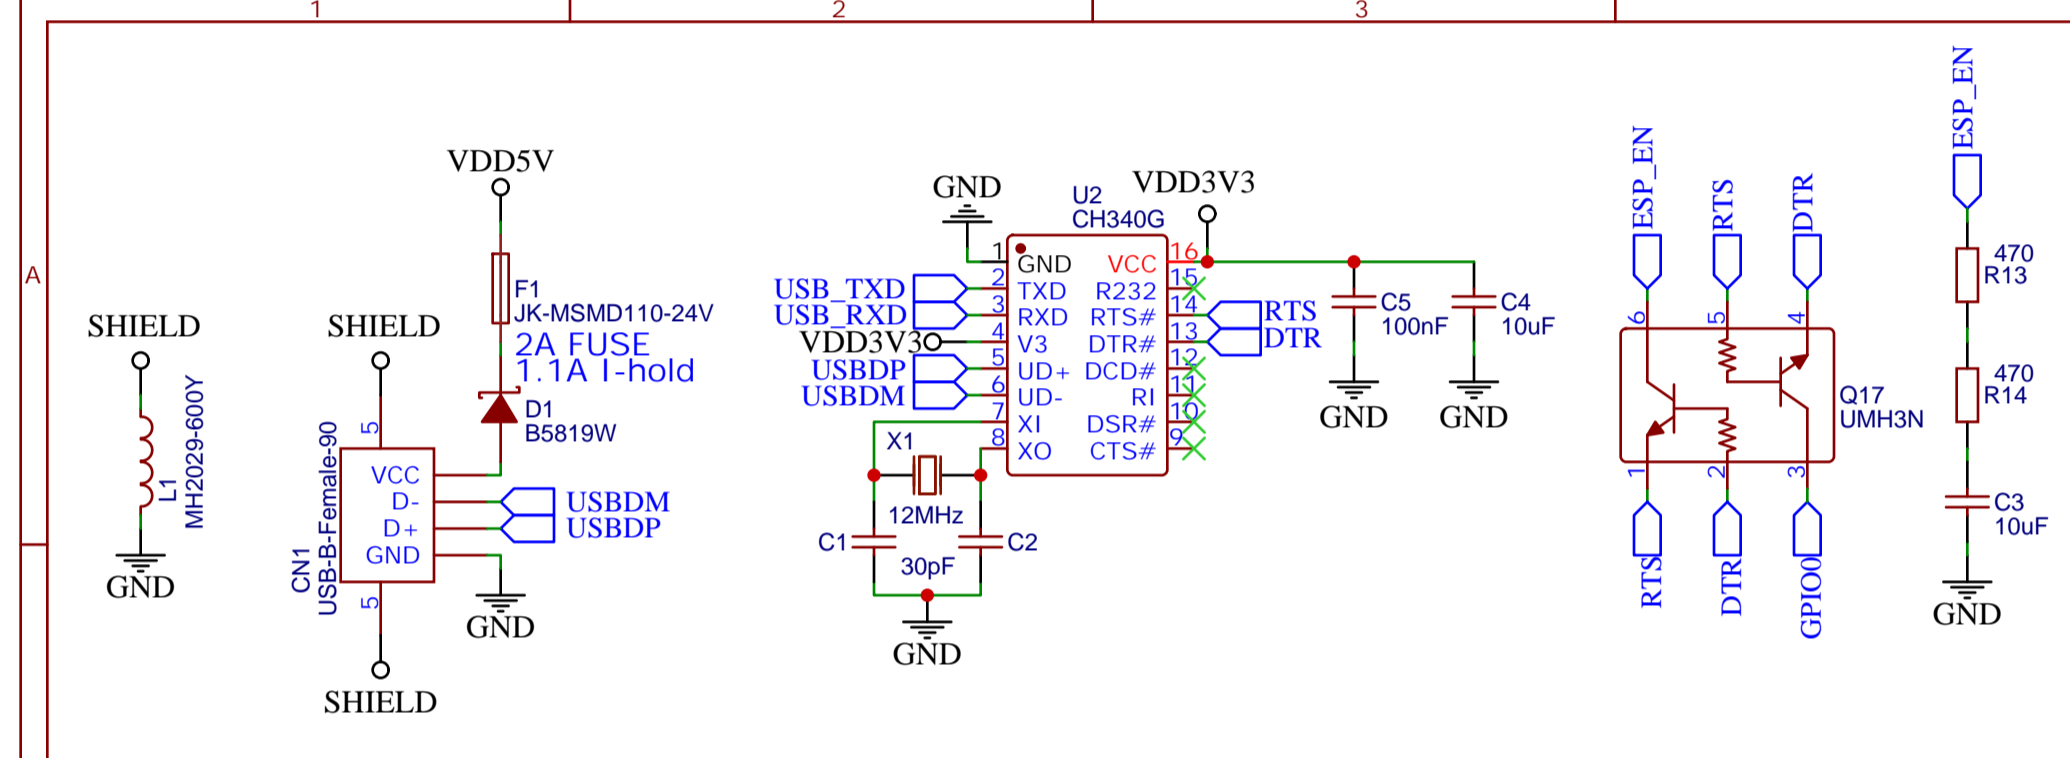 1
2
3
A
SHIELD
L1
MH2029-600Y
GND
VDD5V
F1
JK-MSMD110-24V
2A FUSE
1.1A I-hold
D1
B5819W
SHIELD
5
CN1
USB-B-Female-90
VCC
D-
D+
GND
USBDM
USBDP
5
SHIELD
GND
GND
U2
CH340G
VDD3V3
1
GND
2
TXD
3
RXD
4
V3
5
UD+
6
UD-
7
XI
8
XO
USB_TXD
USB_RXD
VDD3V3
USBDP
USBDM
16
VCC
15
R232
14
RTS#
13
DTR#
12
DCD#
11
RI
10
DSR#
9
CTS#
RTS
DTR
X1
12MHz
C1
C2
30pF
GND
C5
100nF
GND
C4
10uF
GND
ESP_EN
RTS
DTR
6
5
4
Q17
UMH3N
1
2
3
RTS
DTR
GPIO0
ESP_EN
470
R13
470
R14
C3
10uF
GND